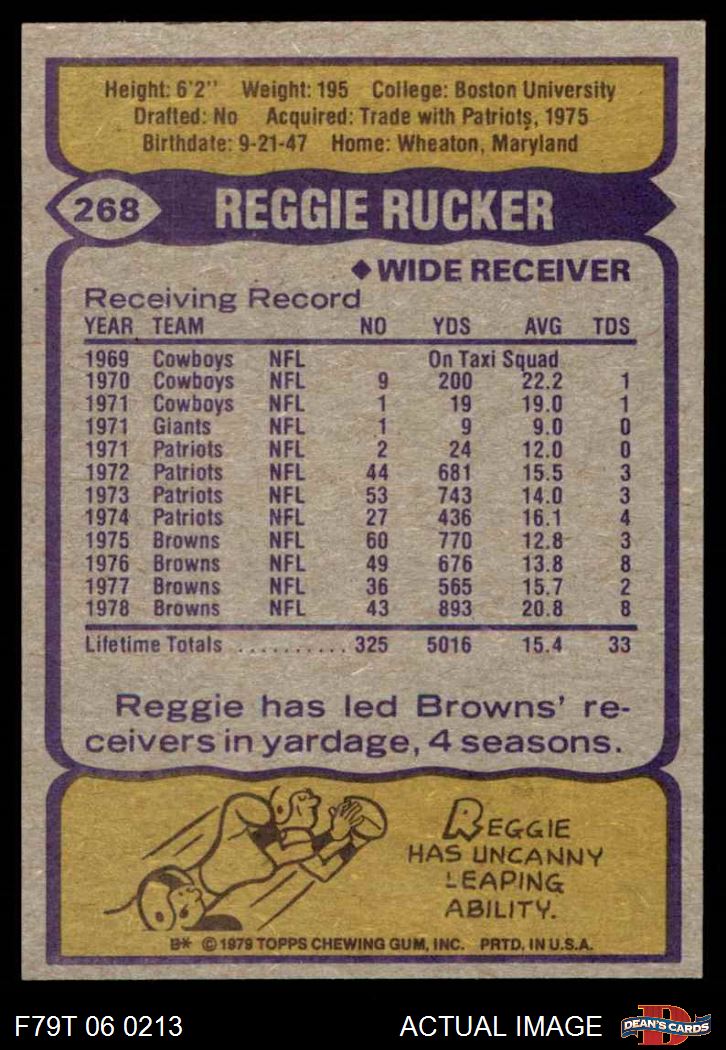 Height: 6'2" Weight: 195 College: Boston University
Drafted: No Acquired: Trade with Patriots, 1975
Birthdate: 9-21-47 Home: Wheaton, Maryland
268 REGGIE RUCKER
◆WIDE RECEIVER
Receiving Record
YEAR TEAM NO YDS AVG TDS
1969 Cowboys NFL On Taxi Squad
1970 Cowboys NFL 9 200 22.2 1
1971 Cowboys NFL 1 19 19.0 1
1971 Giants NFL 1 9 9.0 0
1971 Patriots NFL 2 24 12.0 0
1972 Patriots NFL 44 681 15.5 3
1973 Patriots NFL 53 743 14.0 3
1974 Patriots NFL 27 436 16.1 4
1975 Browns NFL 60 770 12.8 3
1976 Browns NFL 49 676 13.8 8
1977 Browns NFL 36 565 15.7 2
1978 Browns NFL 43 893 20.8 8
Lifetime Totals .......... 325 5016 15.4 33
Reggie has led Browns' re-
ceivers in yardage, 4 seasons.
REGGIE
HAS UNCANNY
LEAPING
ABILITY.
B* © 1979 TOPPS CHEWING GUM, INC. PRTD. IN U.S.A.
F79T 06 0213 ACTUAL IMAGE D DEAN'S CARDS